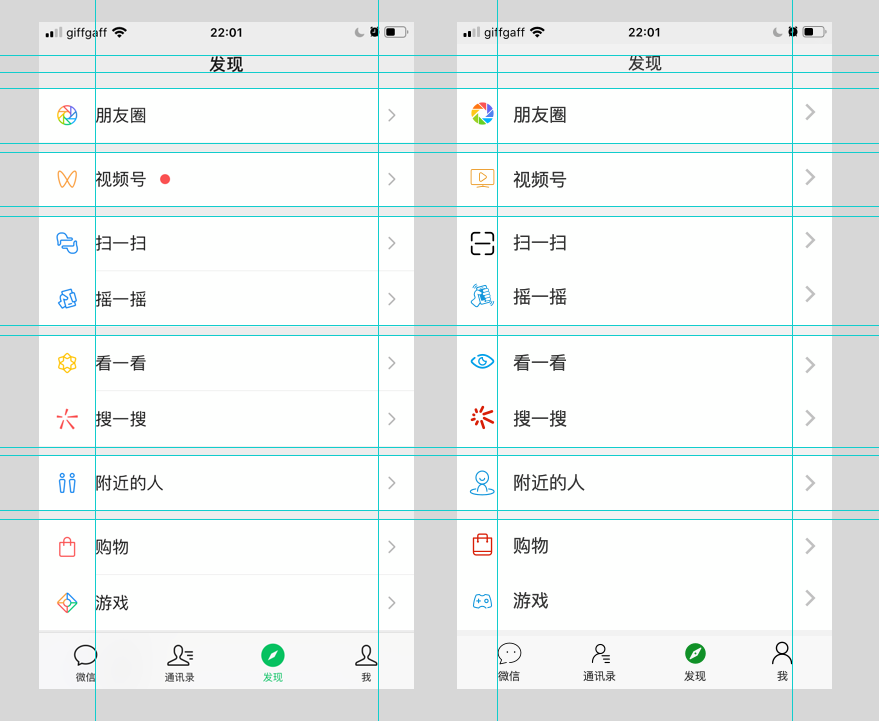 giffgaff 22:01
发现
朋友圈
视频号
扫一扫
摇一摇
看一看
搜一搜
附近的人
购物
游戏
微信 通讯录 发现 我
giffgaff 22:01
发现
朋友圈
视频号
扫一扫
摇一摇
看一看
搜一搜
附近的人
购物
游戏
微信 通讯录 发现 我